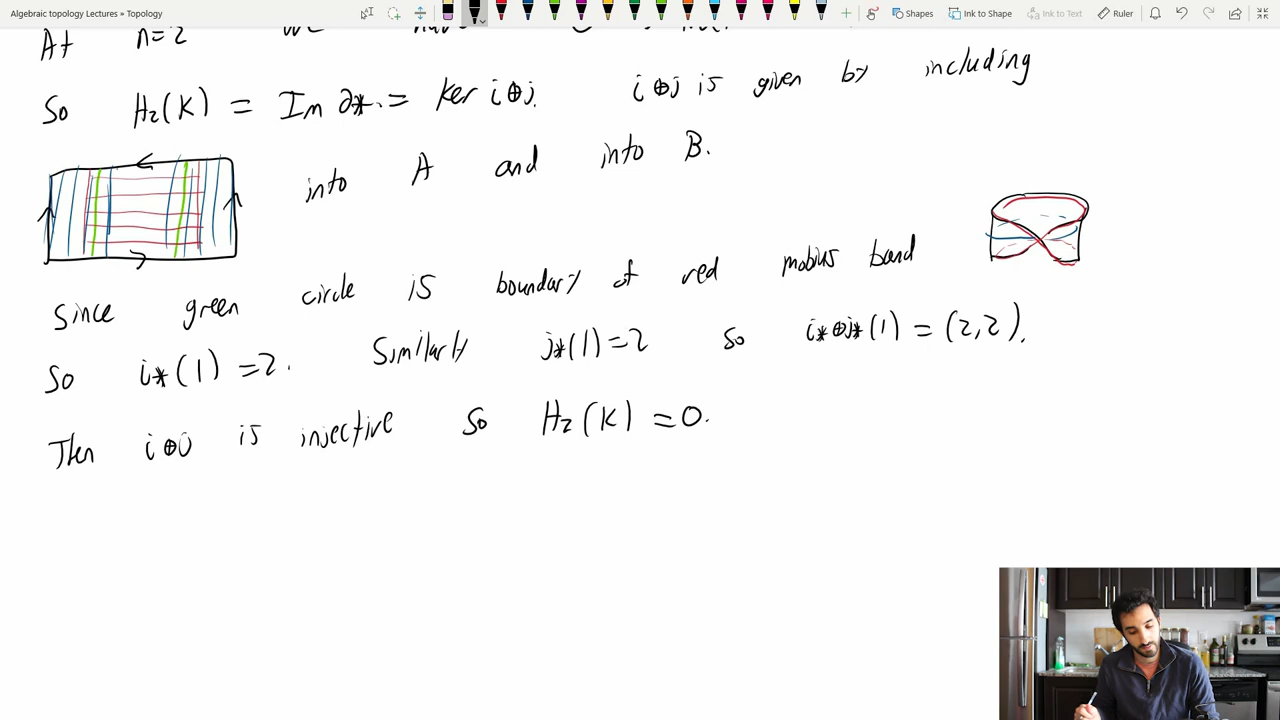 Algebraic topology Lectures » Topology
Shapes Ink to Shape Ink to Text Ruler
At n=2 we have
So H₂(K) = Im ∂* = ker i⊕j. i⊕j is given by including
into A and into B.
Since green circle is boundary of red mobius band
So i*(1) = 2. Similarly j*(1)=2 so i*⊕j*(1) = (2,2).
Then i⊕j is injective so H₂(K) = 0.